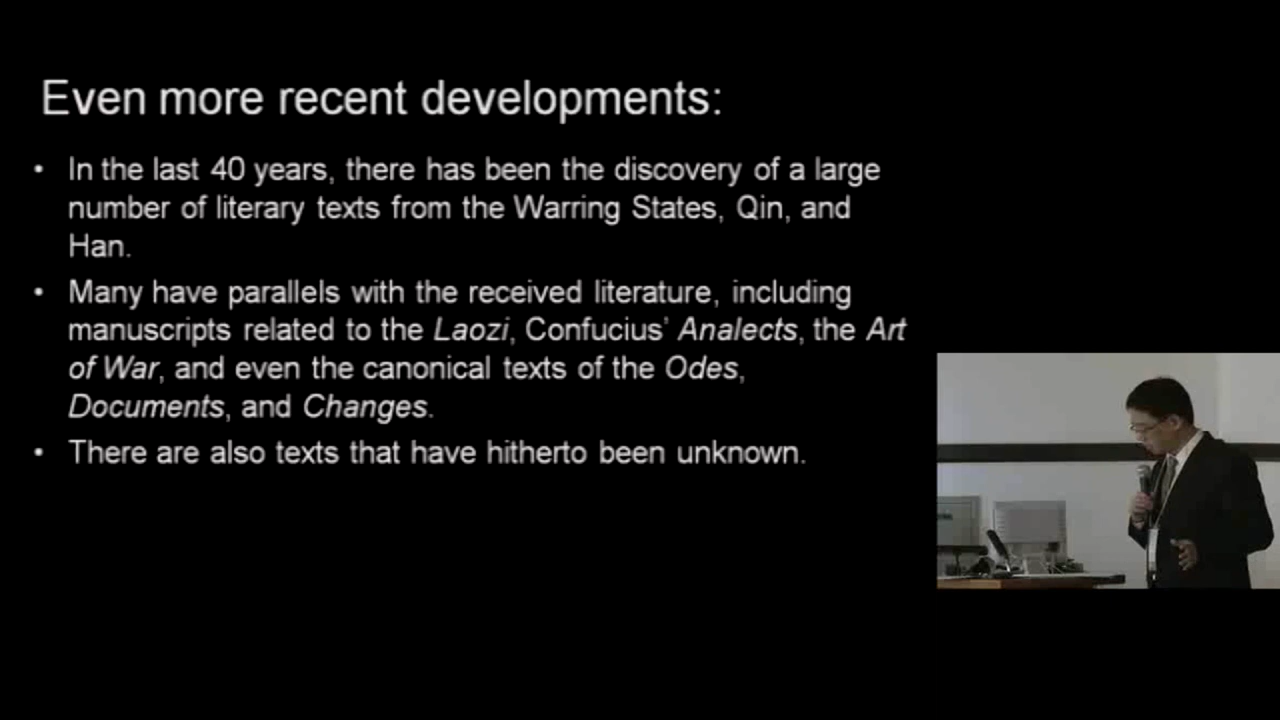 Even more recent developments:
• In the last 40 years, there has been the discovery of a large
number of literary texts from the Warring States, Qin, and
Han.
• Many have parallels with the received literature, including
manuscripts related to the Laozi, Confucius’ Analects, the Art
of War, and even the canonical texts of the Odes,
Documents, and Changes.
• There are also texts that have hitherto been unknown.